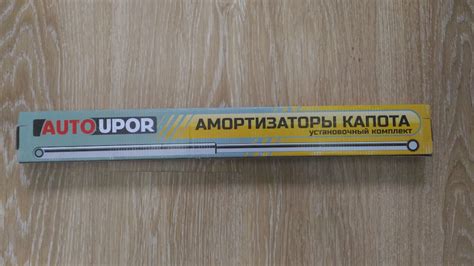 AUTOUPOR
АМОРТИЗАТОРЫ КАПОТА
установочный комплект